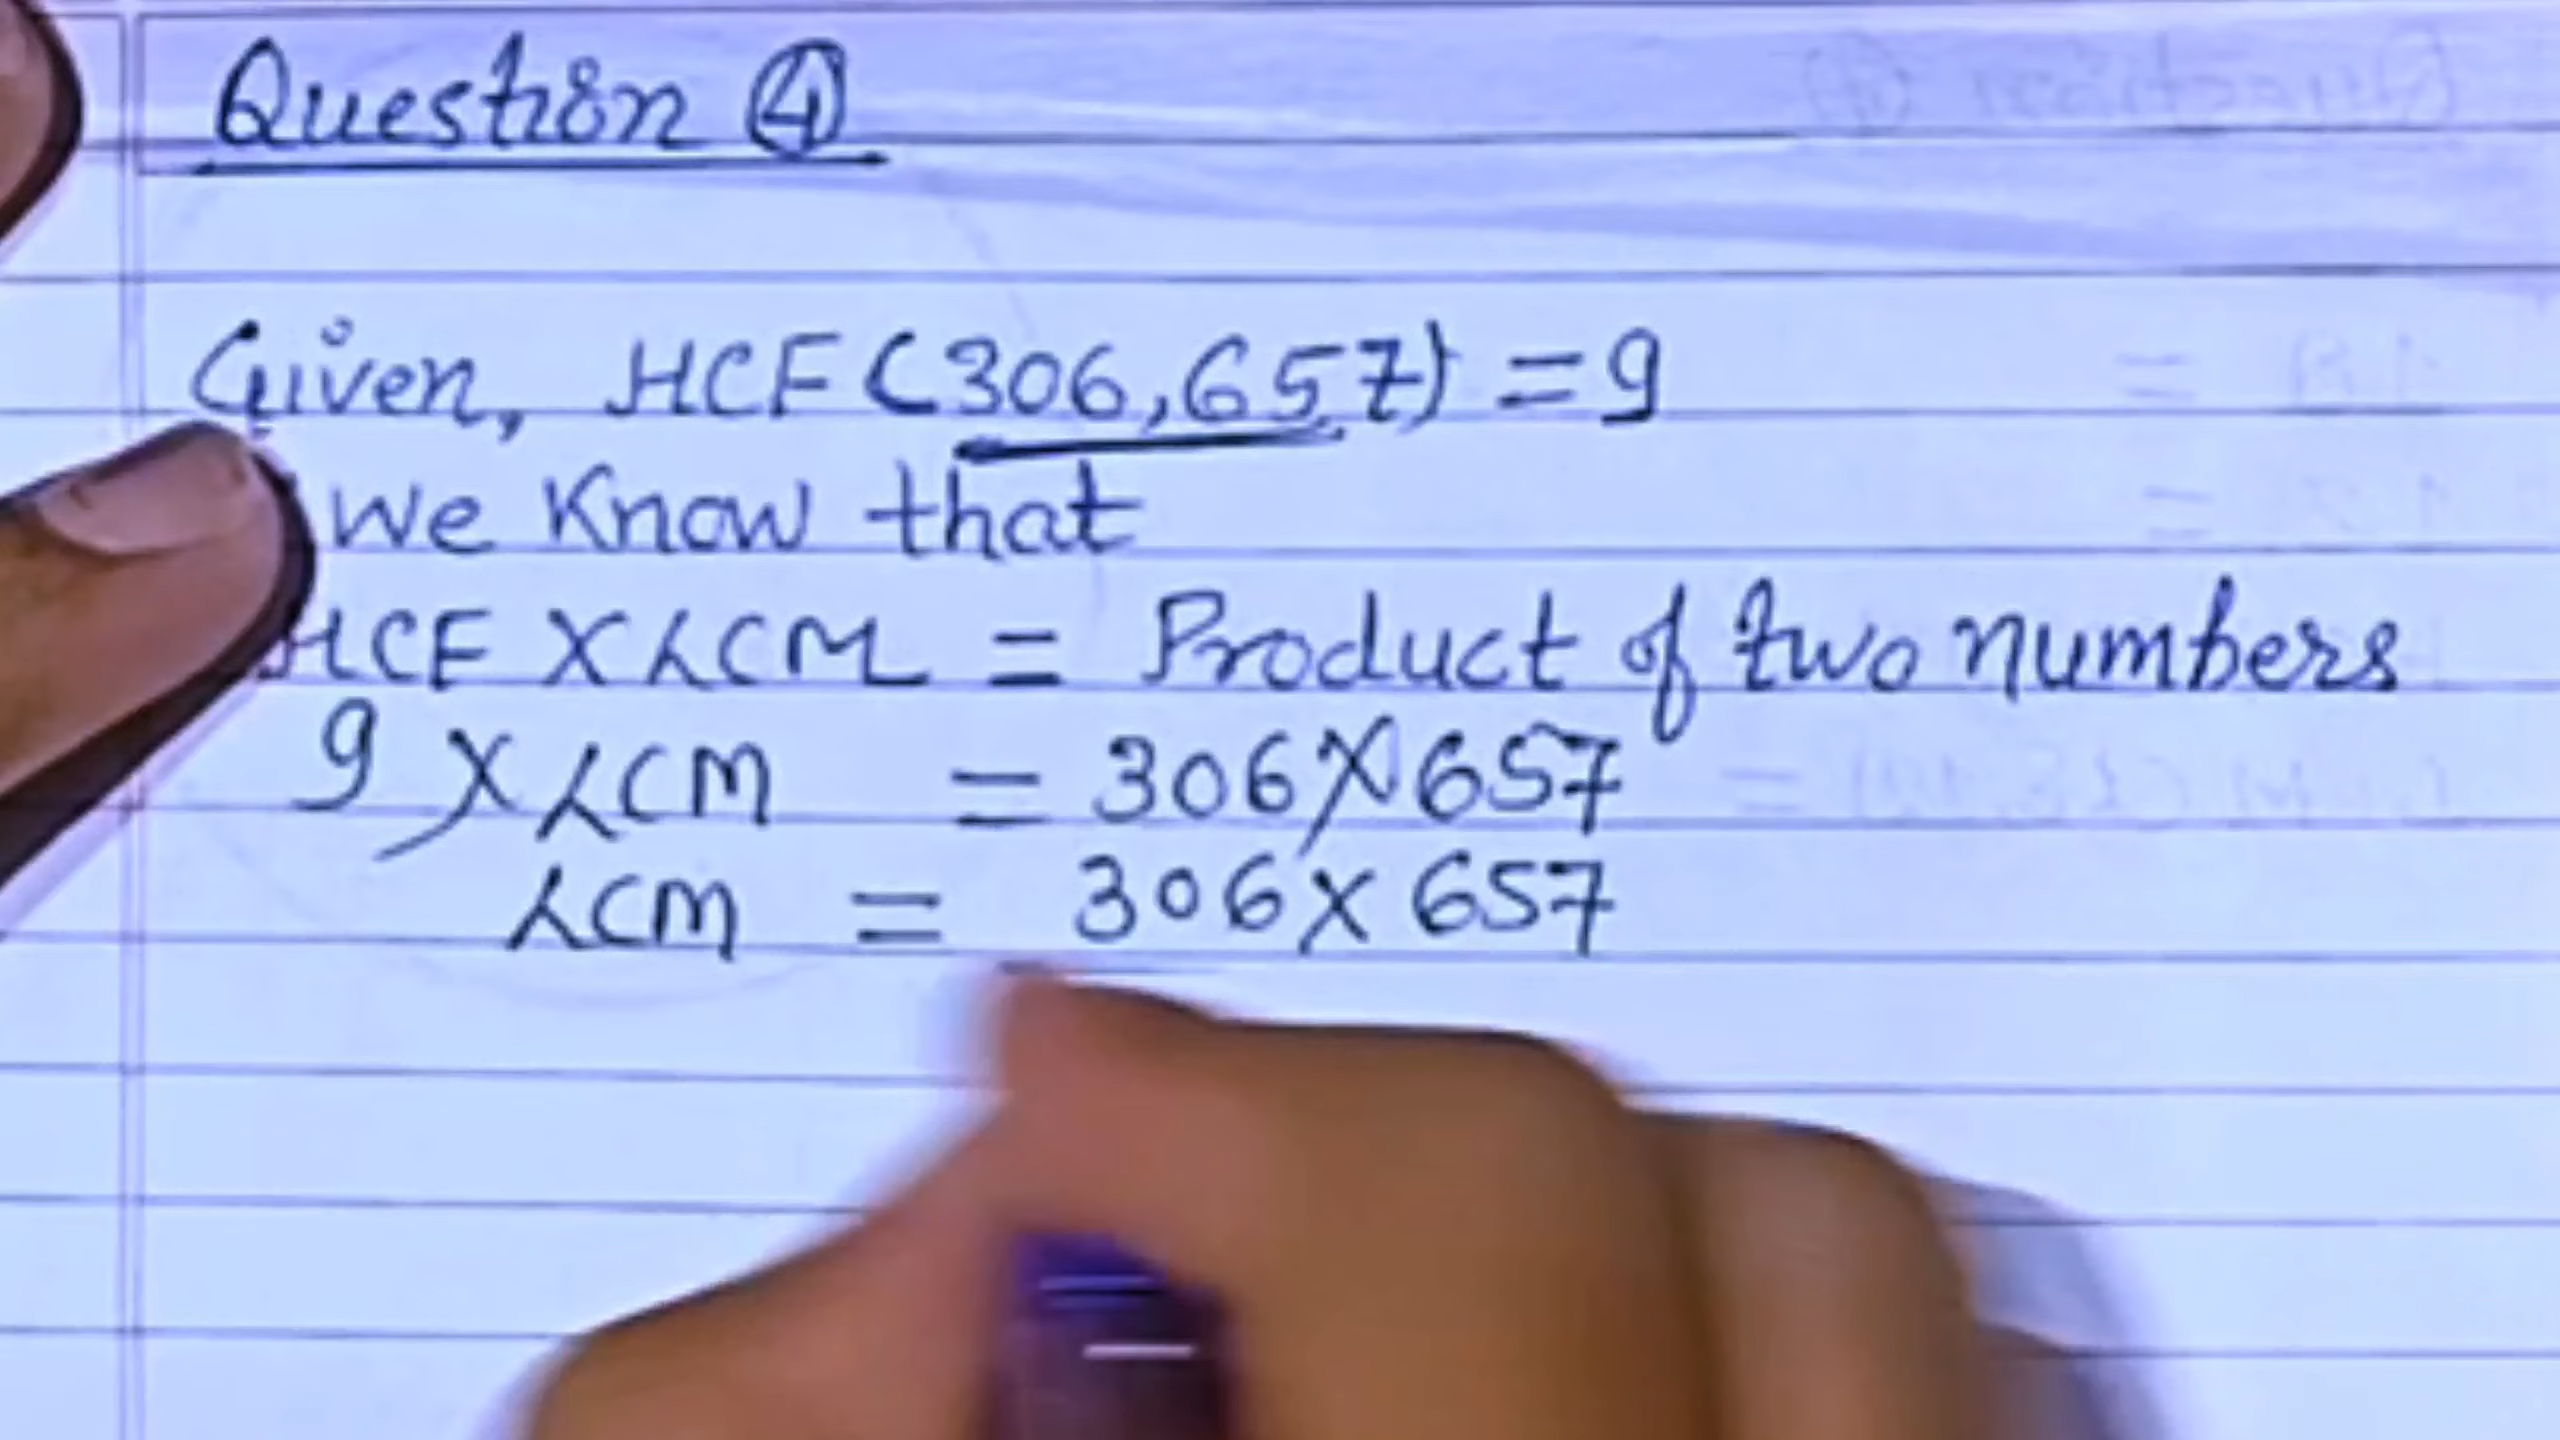 Question ④
Given, HCF (306,657) = 9
We Know that
HCF X LCM = Product of two numbers
9 X LCM = 306 X 657
LCM = 306 X 657